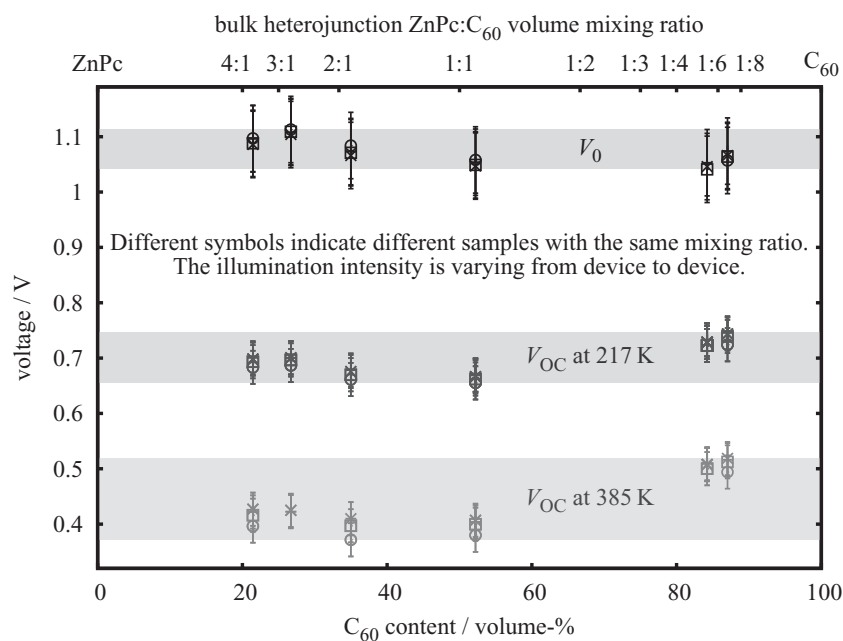 bulk heterojunction ZnPc:C₆₀ volume mixing ratio
ZnPc 4:1 3:1 2:1 1:1 1:2 1:3 1:4 1:6 1:8 C₆₀
1.1
V₀
1
0.9
Different symbols indicate different samples with the same mixing ratio.
The illumination intensity is varying from device to device.
0.8
voltage / V
0.7
V_OC at 217 K
0.6
0.5
V_OC at 385 K
0.4
0 20 40 60 80 100
C₆₀ content / volume-%